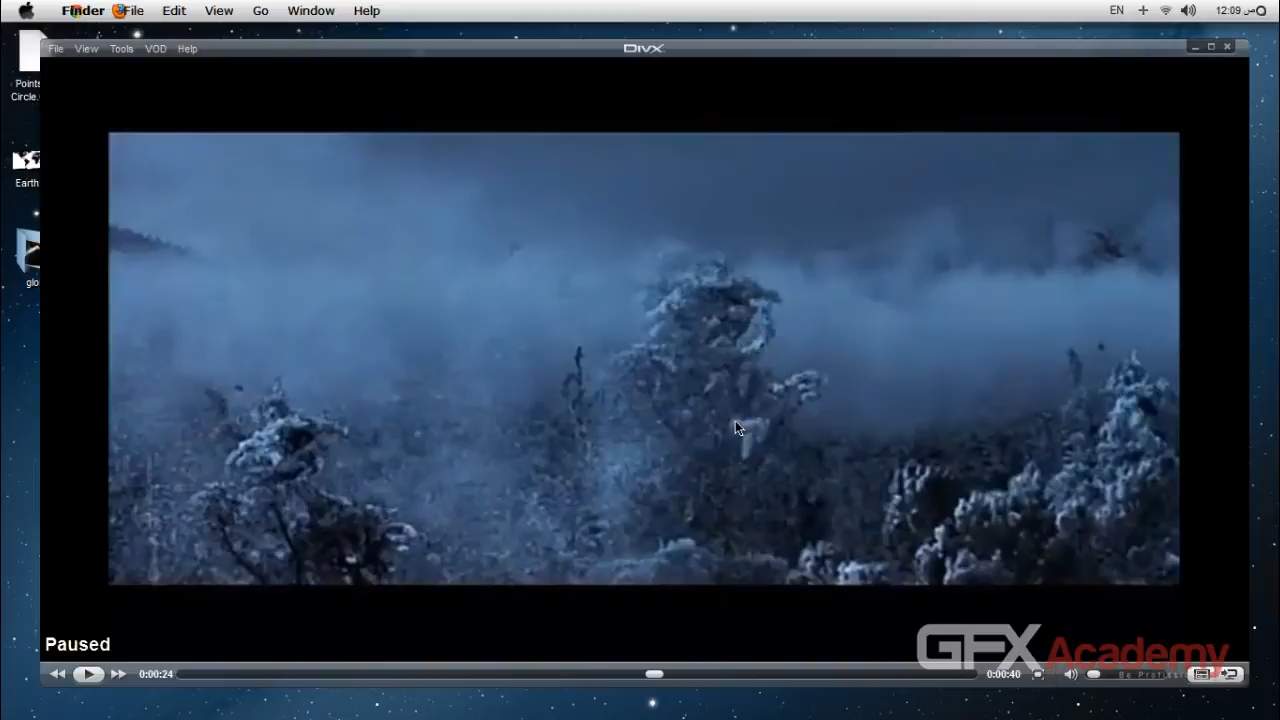 Finder File Edit View Go Window Help EN 12:09 ص
File View Tools VOD Help DIVX
Points
Circle.
Earth
glo
Paused
GFX Academy
0:00:24 0:00:40